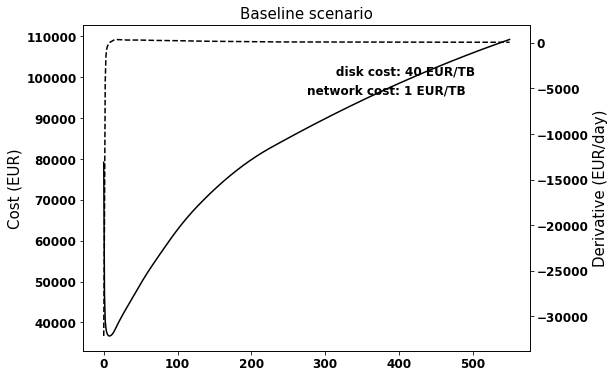 Baseline scenario
Cost (EUR)
110000
100000
90000
80000
70000
60000
50000
40000
disk cost: 40 EUR/TB
network cost: 1 EUR/TB
0
−5000
−10000
−15000
−20000
−25000
−30000
Derivative (EUR/day)
0 100 200 300 400 500